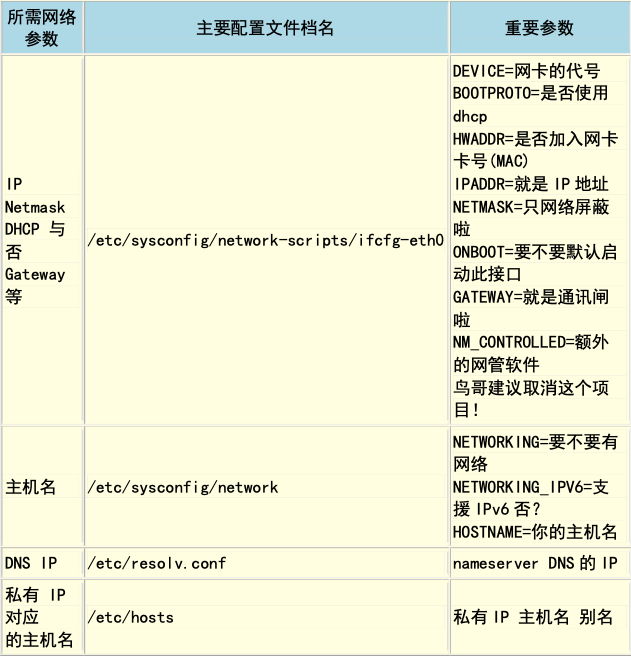 所需网络
参数
主要配置文件档名
重要参数
IP
Netmask
DHCP 与
否
Gateway
等
/etc/sysconfig/network-scripts/ifcfg-eth0
DEVICE=网卡的代号
BOOTPROTO=是否使用
dhcp
HWADDR=是否加入网卡
卡号(MAC)
IPADDR=就是 IP 地址
NETMASK=只网络屏蔽
啦
ONBOOT=要不要默认启
动此接口
GATEWAY=就是通讯闸
啦
NM_CONTROLLED=额外
的网管软件
鸟哥建议取消这个项
目！
主机名
/etc/sysconfig/network
NETWORKING=要不要有
网络
NETWORKING_IPV6=支
援 IPv6 否？
HOSTNAME=你的主机名
DNS IP
/etc/resolv.conf
nameserver DNS 的 IP
私有 IP
对应
的主机名
/etc/hosts
私有 IP 主机名 别名